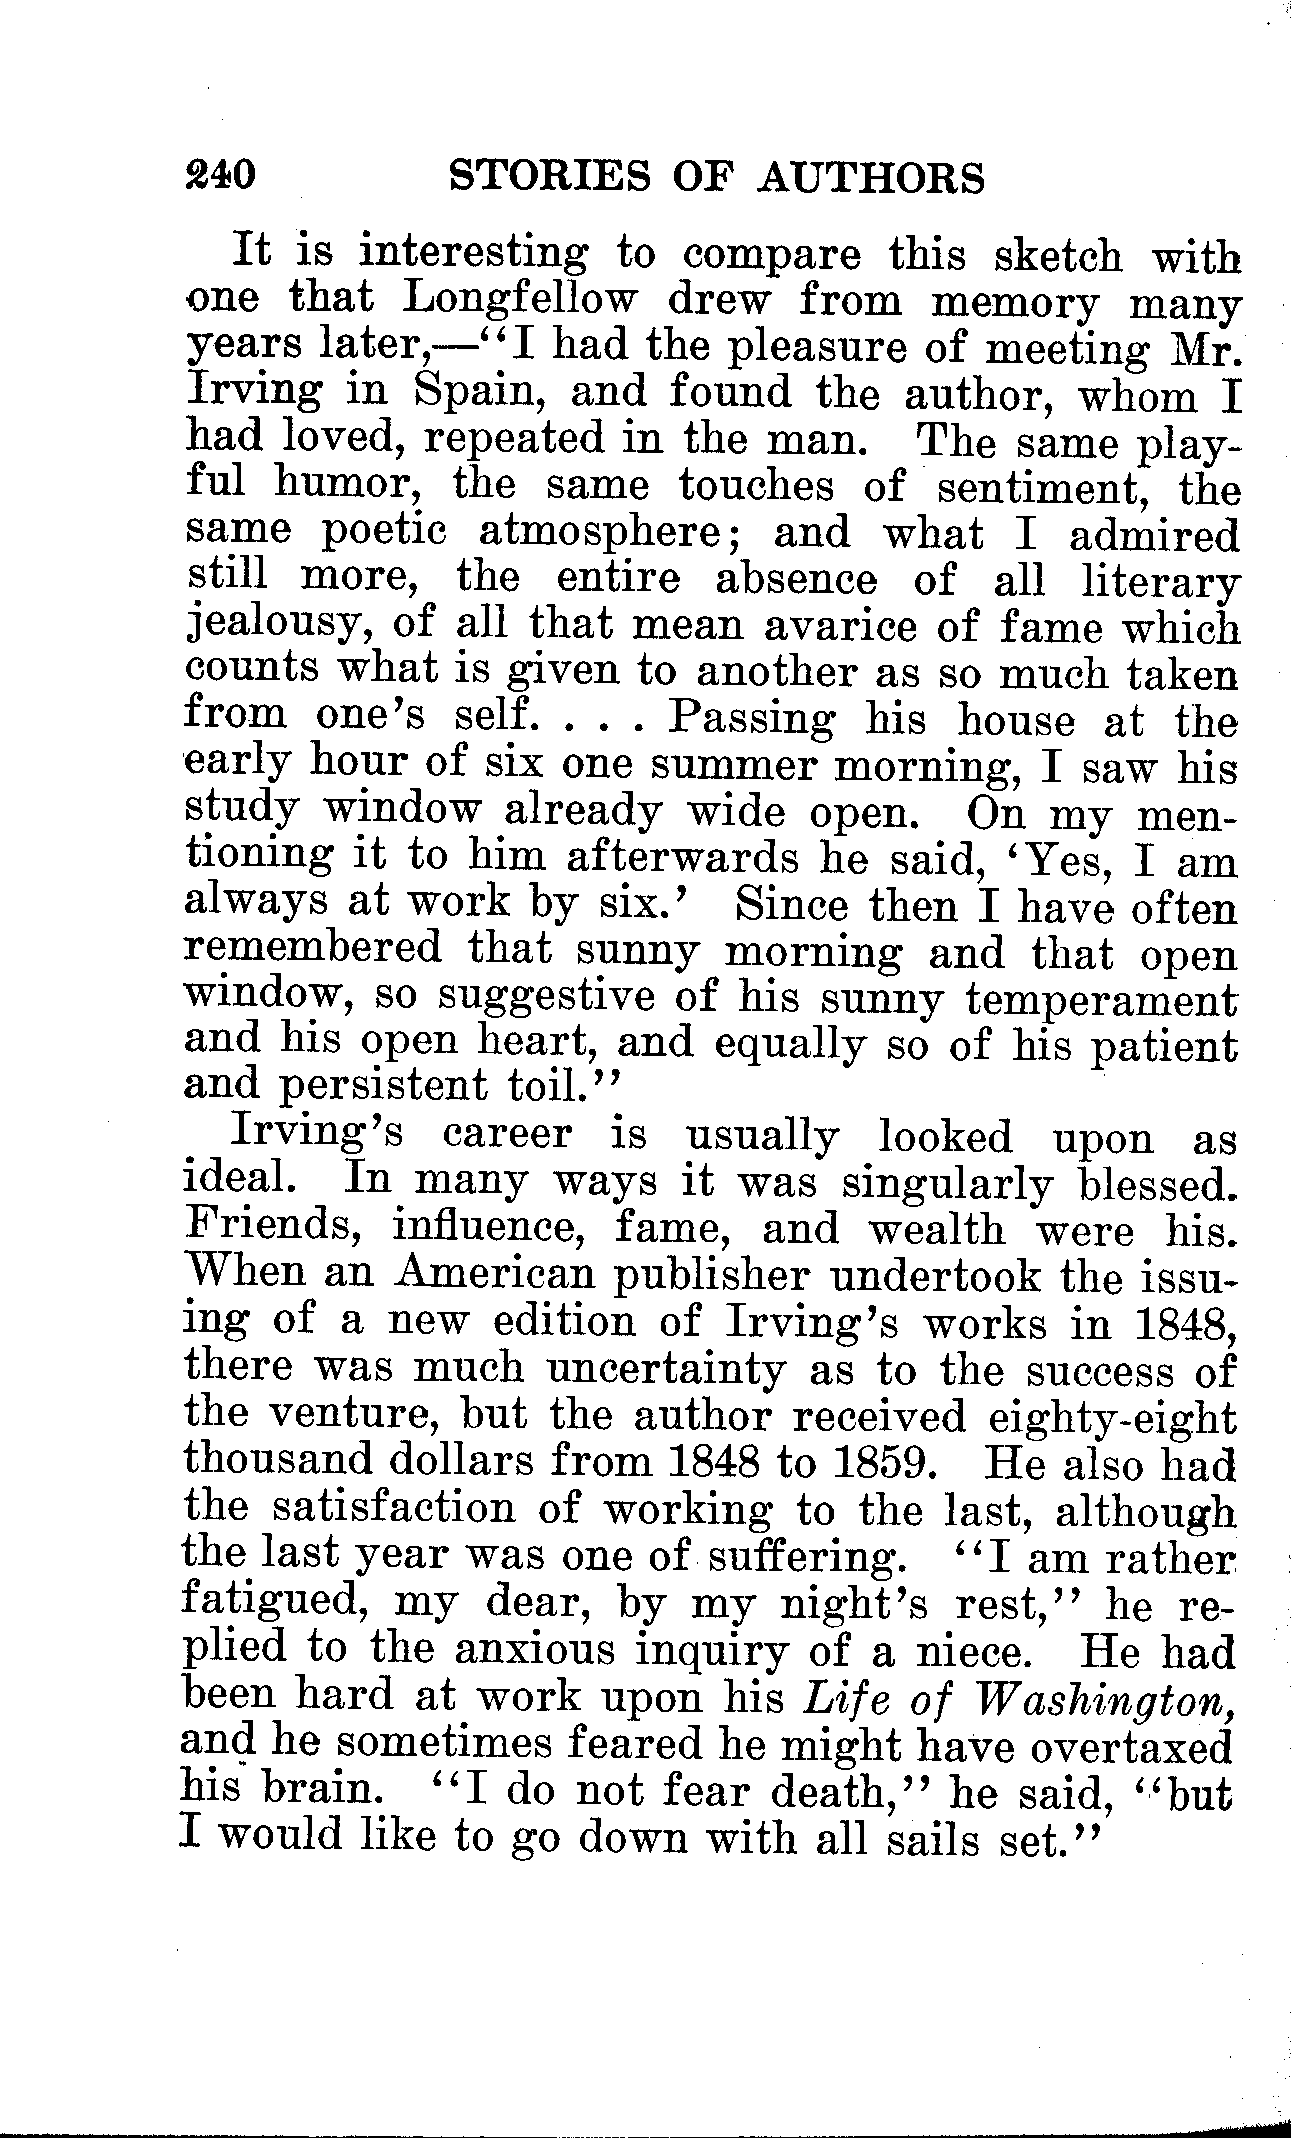 240 STORIES OF AUTHORS
It is interesting to compare this sketch with
one that Longfellow drew from memory many
years later,—"I had the pleasure of meeting Mr.
Irving in Spain, and found the author, whom I
had loved, repeated in the man. The same play-
ful humor, the same touches of sentiment, the
same poetic atmosphere; and what I admired
still more, the entire absence of all literary
jealousy, of all that mean avarice of fame which
counts what is given to another as so much taken
from one's self. . . . Passing his house at the
early hour of six one summer morning, I saw his
study window already wide open. On my men-
tioning it to him afterwards he said, 'Yes, I am
always at work by six.' Since then I have often
remembered that sunny morning and that open
window, so suggestive of his sunny temperament
and his open heart, and equally so of his patient
and persistent toil."
Irving's career is usually looked upon as
ideal. In many ways it was singularly blessed.
Friends, influence, fame, and wealth were his.
When an American publisher undertook the issu-
ing of a new edition of Irving's works in 1848,
there was much uncertainty as to the success of
the venture, but the author received eighty-eight
thousand dollars from 1848 to 1859. He also had
the satisfaction of working to the last, although
the last year was one of suffering. "I am rather
fatigued, my dear, by my night's rest," he re-
plied to the anxious inquiry of a niece. He had
been hard at work upon his Life of Washington,
and he sometimes feared he might have overtaxed
his brain. "I do not fear death," he said, "but
I would like to go down with all sails set."